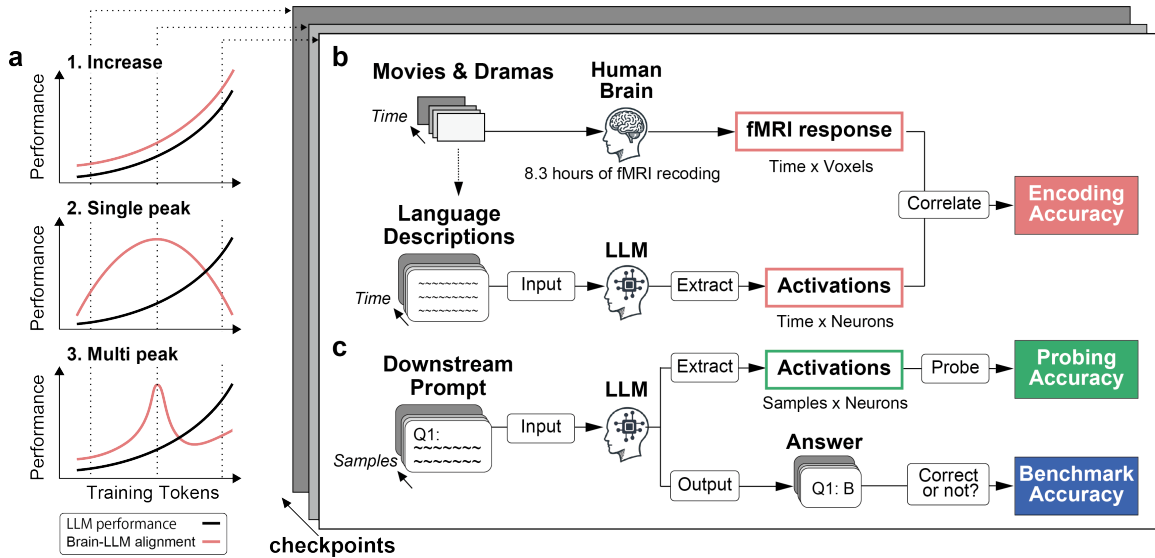 a
1. Increase
Performance
2. Single peak
Performance
3. Multi peak
Performance
Training Tokens
LLM performance
Brain-LLM alignment
checkpoints
b
Movies & Dramas
Time
Human
Brain
8.3 hours of fMRI recoding
fMRI response
Time x Voxels
Language
Descriptions
Time
~~~~~~~~~
~~~~~~~~~
~~~~~~~~~
Input
LLM
Extract
Activations
Time x Neurons
Correlate
Encoding
Accuracy
c
Downstream
Prompt
Q1:
~~~~~~~
~~~~~~~
Samples
Input
LLM
Extract
Activations
Samples x Neurons
Probe
Probing
Accuracy
Output
Answer
Q1: B
Correct
or not?
Benchmark
Accuracy